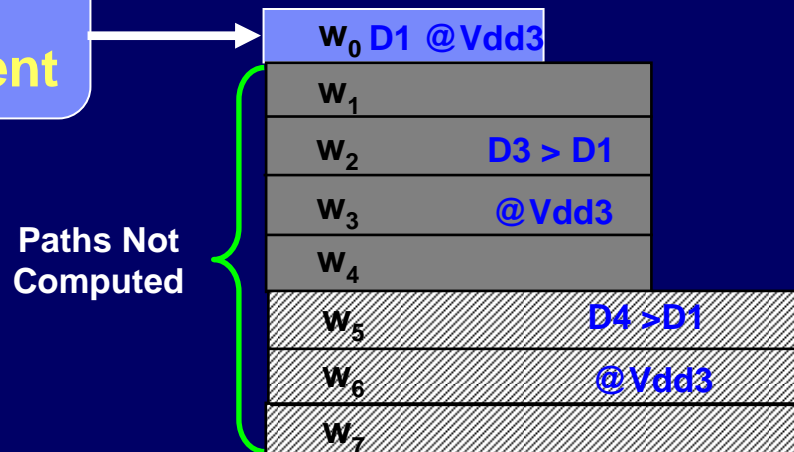 ent
w0 D1 @Vdd3
w1
w2 D3 > D1
w3 @Vdd3
w4
Paths Not
Computed
w5 D4 >D1
w6 @Vdd3
w7